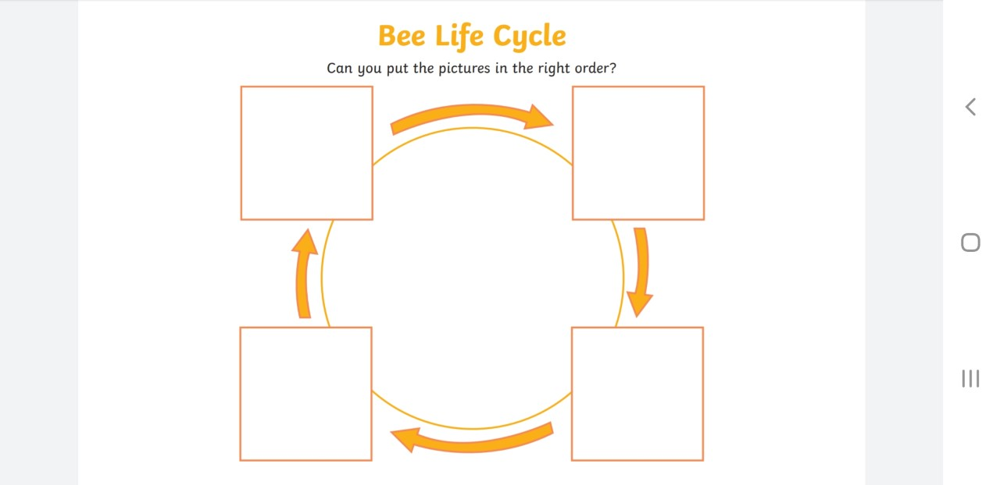 Bee Life Cycle
Can you put the pictures in the right order?